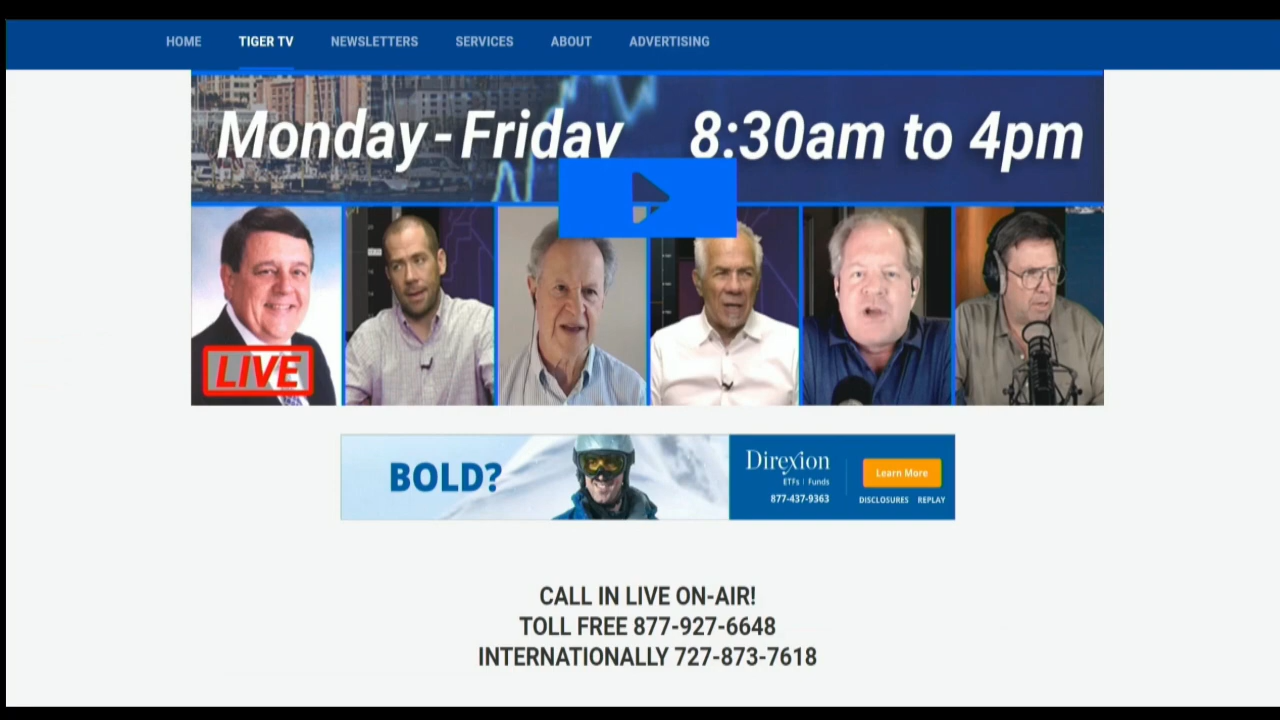 HOME TIGER TV NEWSLETTERS SERVICES ABOUT ADVERTISING
Monday-Friday 8:30am to 4pm
LIVE
BOLD?
Direxion
ETFs | Funds
877-437-9363
Learn More
DISCLOSURES REPLAY
CALL IN LIVE ON-AIR!
TOLL FREE 877-927-6648
INTERNATIONALLY 727-873-7618